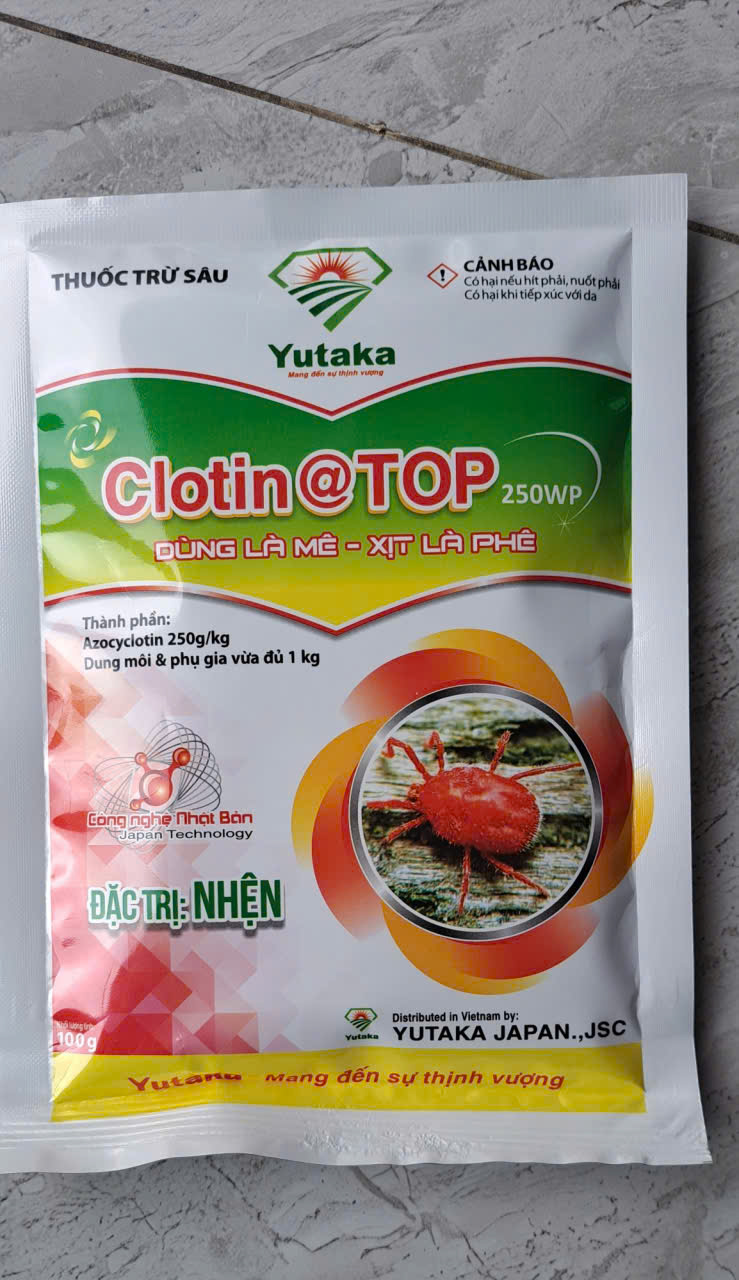 THUỐC TRỪ SÂU
Yutaka
Mang đến sự thịnh vượng
CẢNH BÁO
Có hại nếu hít phải, nuốt phải
Có hại khi tiếp xúc với da
Clotin @TOP 250WP
DÙNG LÀ MÊ - XỊT LÀ PHÊ
Thành phần:
Azocyclotin 250g/kg
Dung môi & phụ gia vừa đủ 1 kg
Công nghệ Nhật Bản
Japan Technology
ĐẶC TRỊ: NHỆN
Khối lượng tịnh:
100g
Yutaka
Distributed in Vietnam by:
YUTAKA JAPAN.,JSC
Yutaka Mang đến sự thịnh vượng